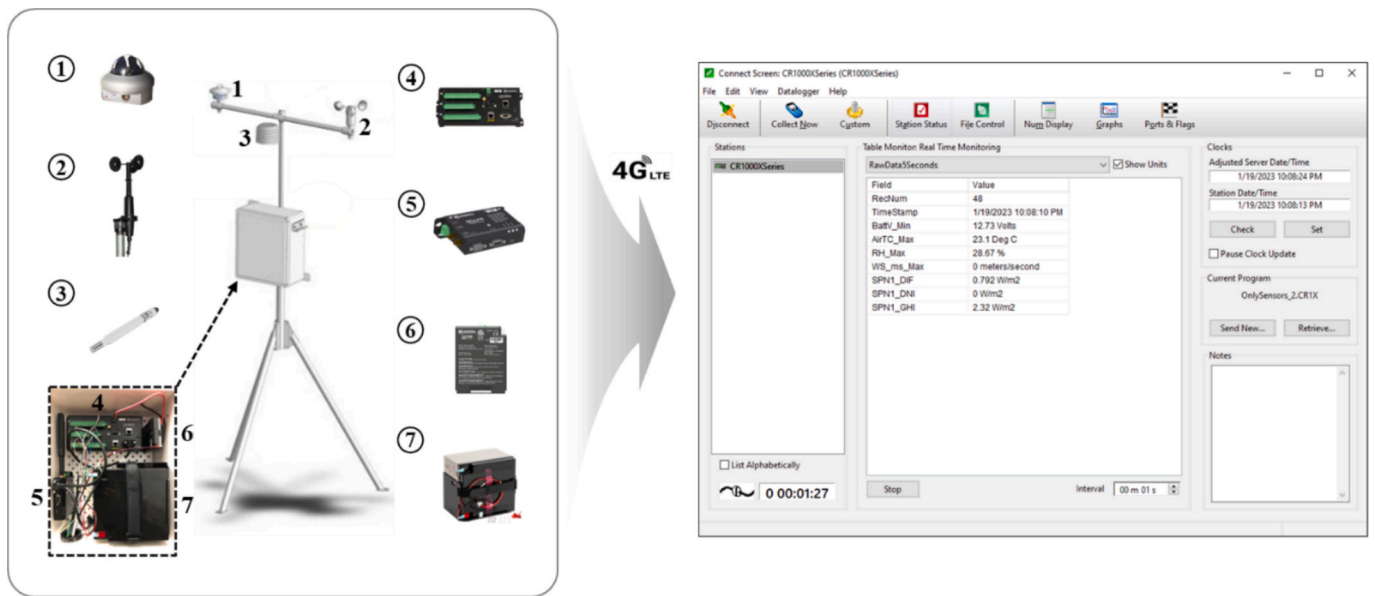 ①
②
③
④
⑤
⑥
⑦
1
2
3
4
5
6
7
4G LTE
Connect Screen: CR1000XSeries (CR1000XSeries)
File Edit View Datalogger Help
Disconnect Collect Now Custom Station Status File Control Num Display Graphs Ports & Flags
Stations
CR1000XSeries
List Alphabetically
0 00:01:27
Table Monitor: Real Time Monitoring
RawData5Seconds Show Units
Field Value
RecNum 48
TimeStamp 1/19/2023 10:08:10 PM
BattV_Min 12.73 Volts
AirTC_Max 23.1 Deg C
RH_Max 28.67 %
WS_ms_Max 0 meters/second
SPN1_DIF 0.792 W/m2
SPN1_DNI 0 W/m2
SPN1_GHI 2.32 W/m2
Stop Interval 00 m 01 s
Clocks
Adjusted Server Date/Time
1/19/2023 10:08:24 PM
Station Date/Time
1/19/2023 10:08:13 PM
Check Set
Pause Clock Update
Current Program
OnlySensors_2.CR1X
Send New... Retrieve...
Notes